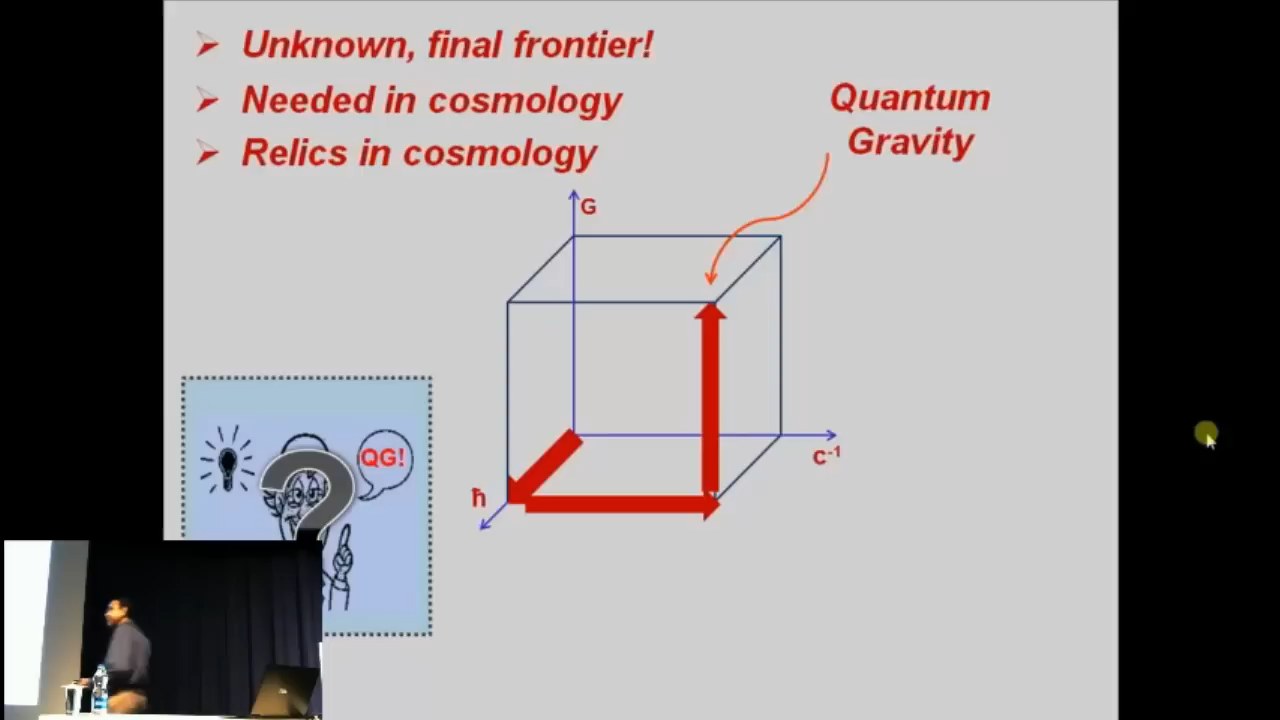 Unknown, final frontier!
Needed in cosmology
Relics in cosmology
Quantum
Gravity
G
QG!
?
ħ
c⁻¹